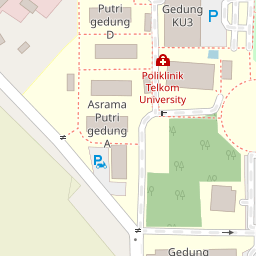 Putri
gedung
D
Gedung
KU3
P
Poliklinik
Telkom
University
Asrama
Putri
gedung
A
P
Gedung